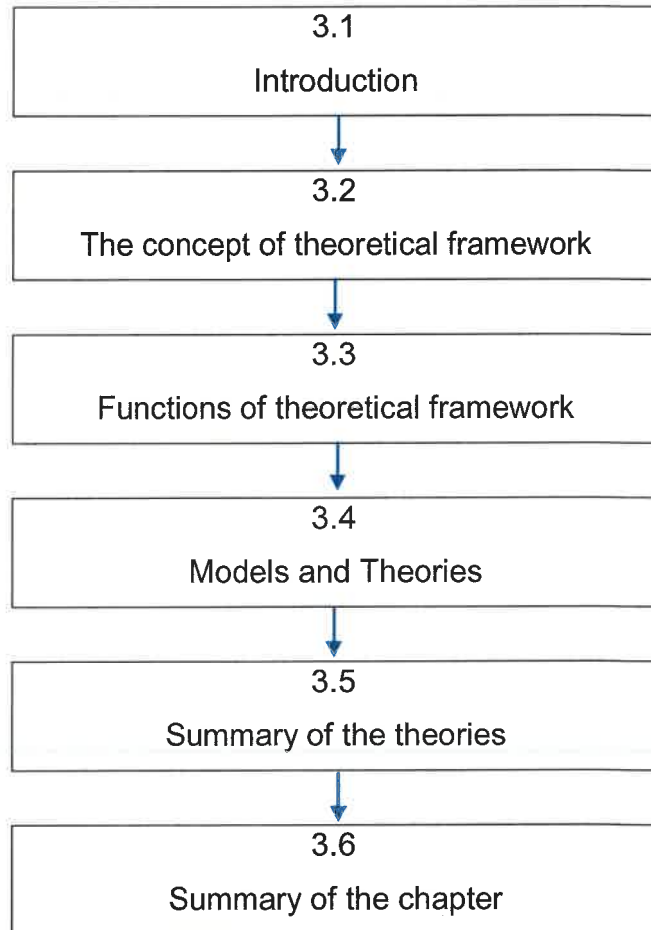 3.1
Introduction
3.2
The concept of theoretical framework
3.3
Functions of theoretical framework
3.4
Models and Theories
3.5
Summary of the theories
3.6
Summary of the chapter